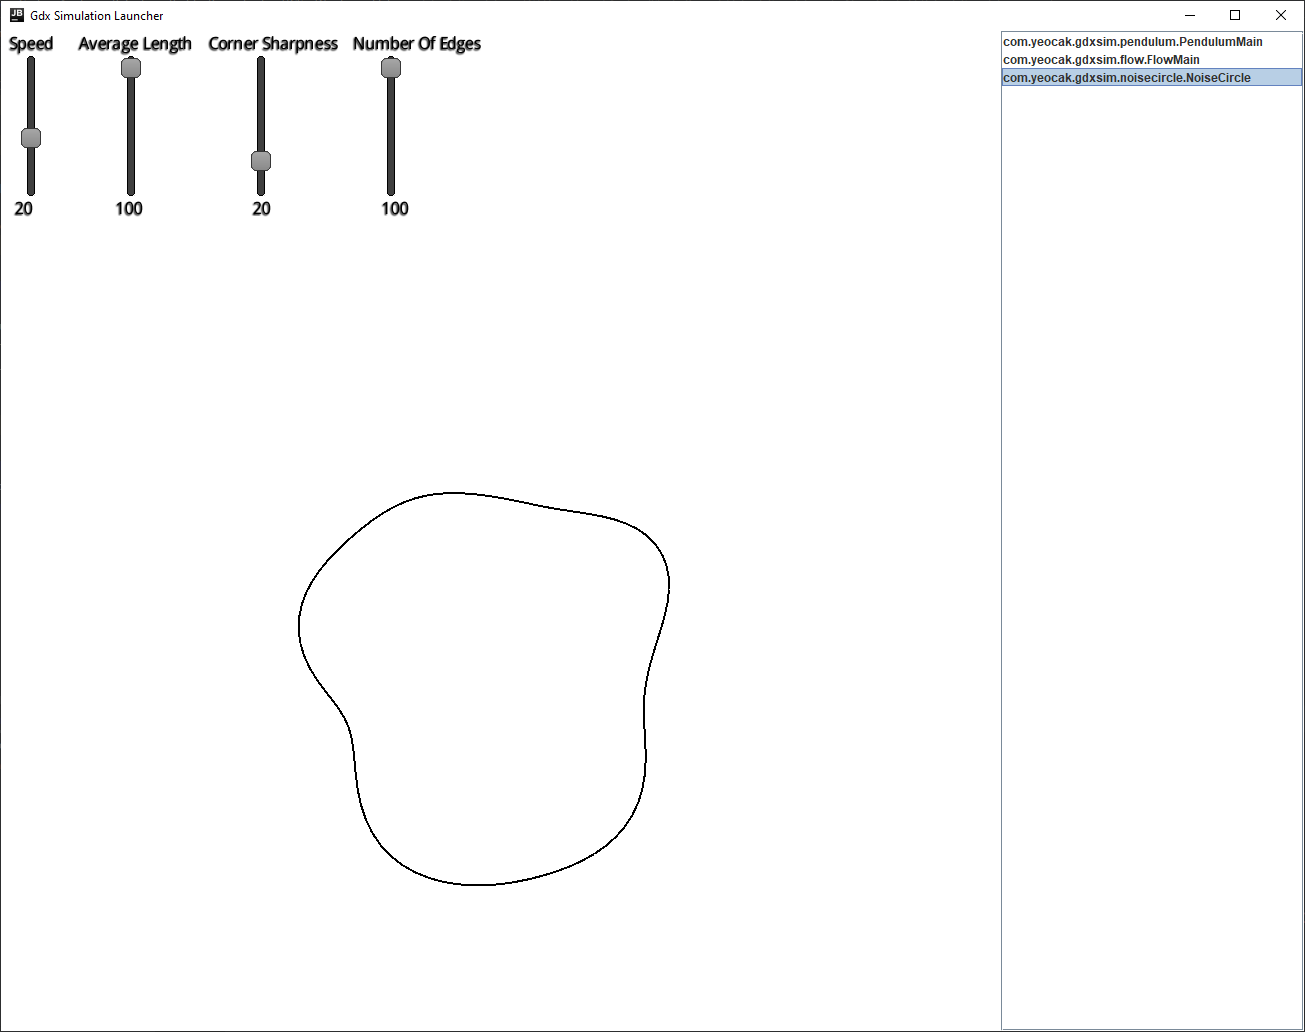 JB Gdx Simulation Launcher
Speed Average Length Corner Sharpness Number Of Edges
20 100 20 100
com.yeocak.gdxsim.pendulum.PendulumMain
com.yeocak.gdxsim.flow.FlowMain
com.yeocak.gdxsim.noisecircle.NoiseCircle